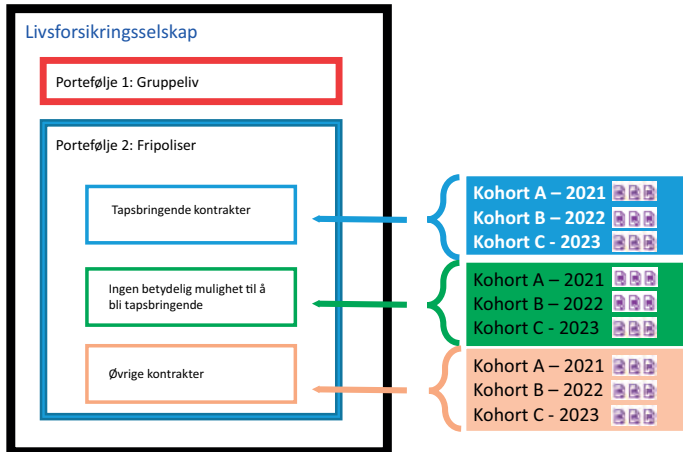 Livsforsikringsselskap
Portefølje 1: Gruppeliv
Portefølje 2: Fripoliser
Tapsbringende kontrakter
Ingen betydelig mulighet til å
bli tapsbringende
Øvrige kontrakter
Kohort A – 2021
Kohort B – 2022
Kohort C - 2023
Kohort A – 2021
Kohort B – 2022
Kohort C - 2023
Kohort A – 2021
Kohort B – 2022
Kohort C - 2023